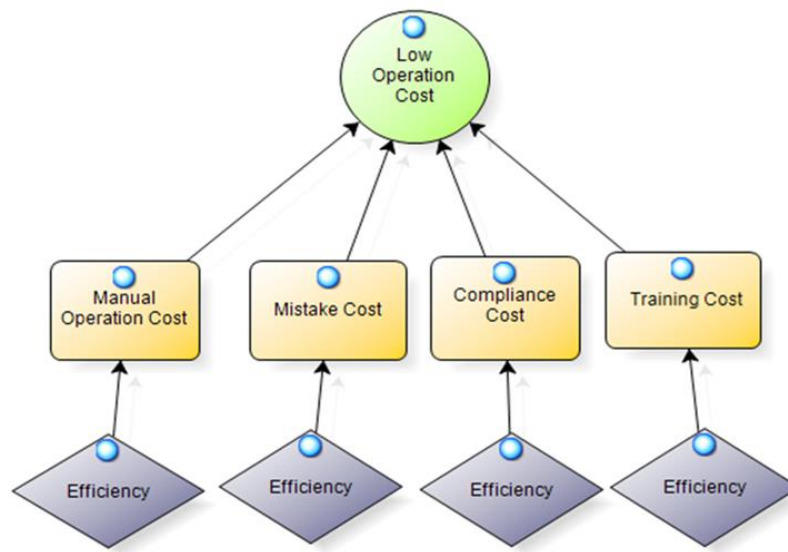 Low
Operation
Cost
Manual
Operation Cost
Mistake Cost
Compliance
Cost
Training Cost
Efficiency
Efficiency
Efficiency
Efficiency